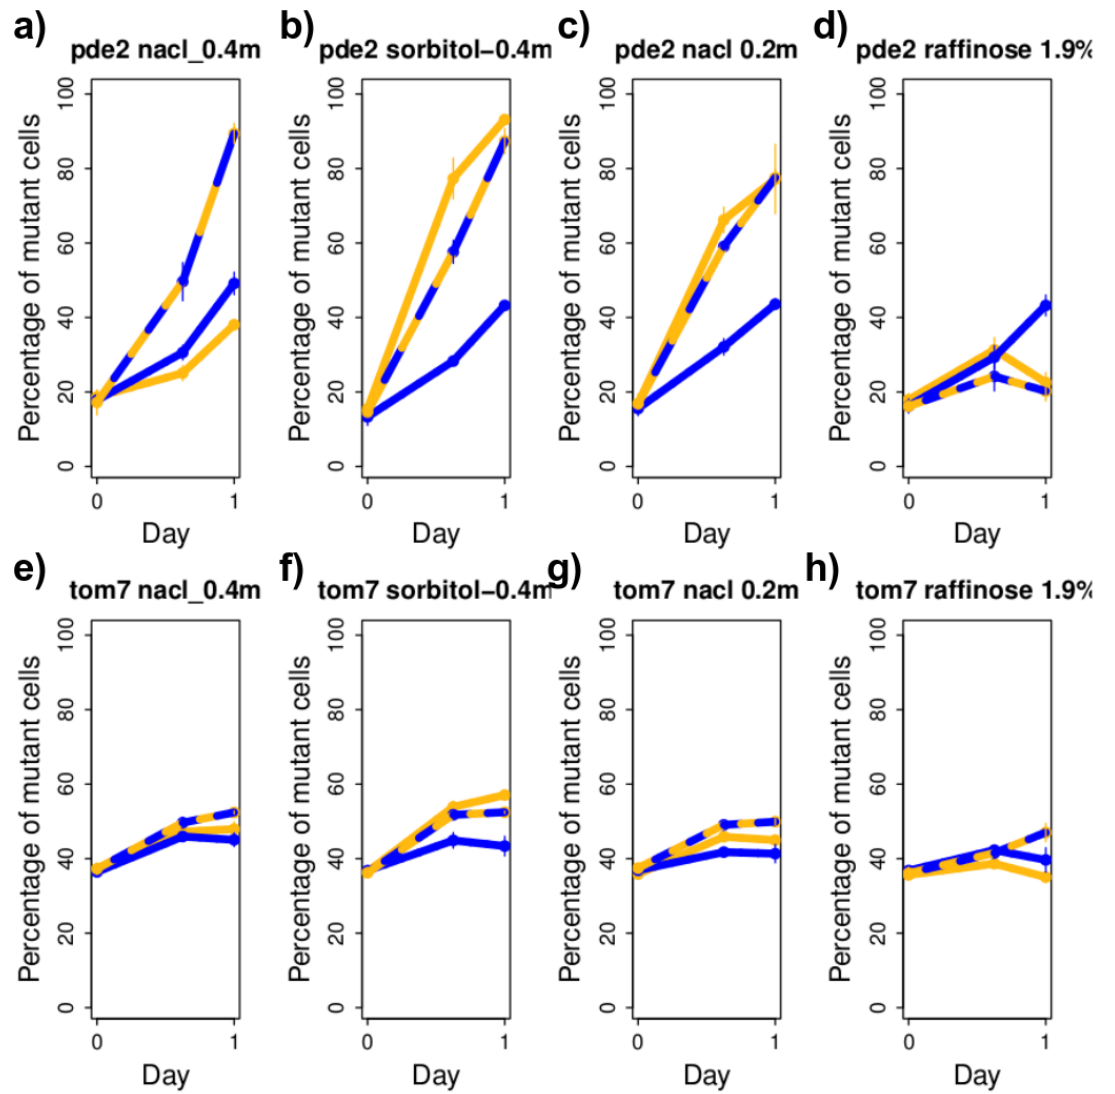 a) b) c) d)
pde2 nacl_0.4m pde2 sorbitol−0.4m pde2 nacl 0.2m pde2 raffinose 1.9%
Percentage of mutant cells Percentage of mutant cells Percentage of mutant cells Percentage of mutant cells
0 20 40 60 80 100 0 20 40 60 80 100 0 20 40 60 80 100 0 20 40 60 80 100
0 1 0 1 0 1 0 1
Day Day Day Day
e) f) g) h)
tom7 nacl_0.4m tom7 sorbitol−0.4m tom7 nacl 0.2m tom7 raffinose 1.9%
Percentage of mutant cells Percentage of mutant cells Percentage of mutant cells Percentage of mutant cells
0 20 40 60 80 100 0 20 40 60 80 100 0 20 40 60 80 100 0 20 40 60 80 100
0 1 0 1 0 1 0 1
Day Day Day Day